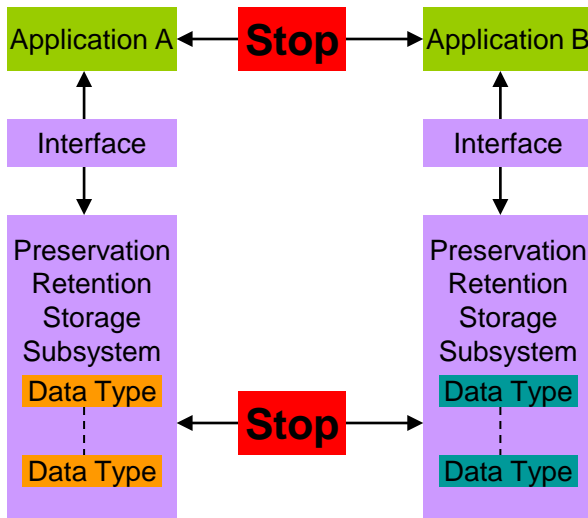 Application A
Stop
Application B
Interface
Interface
Preservation
Retention
Storage
Subsystem
Data Type
Data Type
Preservation
Retention
Storage
Subsystem
Data Type
Data Type
Stop